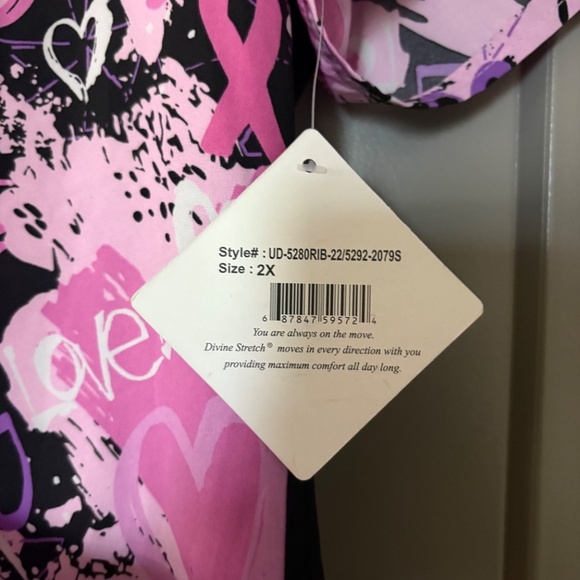 Love
Style# : UD-5280RIB-22/5292-2079S
Size : 2X
6 87847 59572 4
You are always on the move.
Divine Stretch® moves in every direction with you
providing maximum comfort all day long.